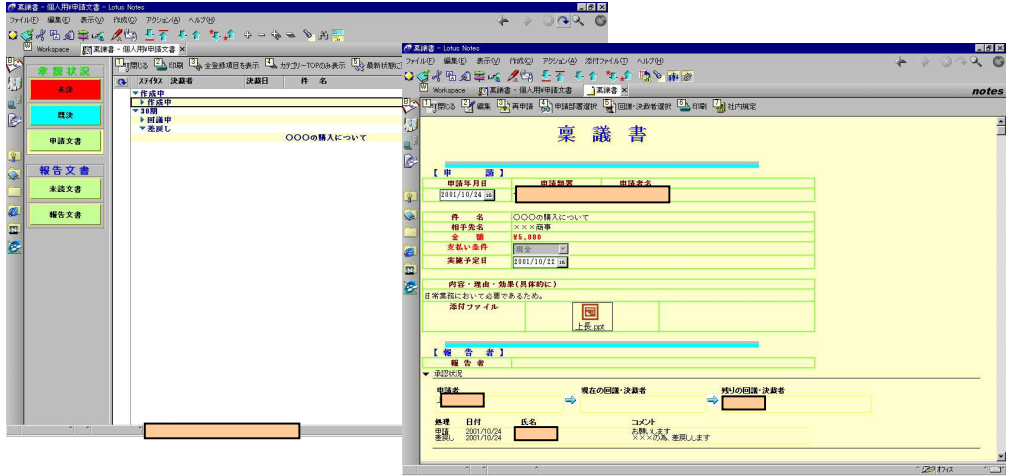 稟議書 - 個人用¥申請文書 - Lotus Notes
ファイル(F) 編集(E) 表示(V) 作成(C) アクション(A) ヘルプ(H)
Workspace 稟議書 - 個人用¥申請文書
閉じる 印刷 全登録項目を表示 カテゴリーTOPのみ表示 最新状態に
承認状況
未決
既決
申請文書
報告文書
未読文書
報告文書
ステイタス 決裁者 決裁日 件 名
作成中
作成中
30期
回議中
差戻し
〇〇〇の購入について
稟議書 - Lotus Notes
ファイル(F) 編集(E) 表示(V) 作成(C) アクション(A) 添付ファイル(T) ヘルプ(H)
Workspace 稟議書 - 個人用¥申請文書 稟議書
notes
閉じる 編集 再申請 申請部署選択 回議・決裁者選択 印刷 社内規定
稟 議 書
【 申 請 】
申請年月日 申請部署 申請者名
2001/10/24 16
件 名 〇〇〇の購入について
相手先名 ×××商事
金 額 ¥5,000
支払い条件 現金
実施予定日 2001/10/22 16
内容・理由・効果(具体的に)
日常業務において必要であるため。
添付ファイル
上長.ppt
【 報 告 者 】
報 告 者
承認状況
申請者 現在の回議・決裁者 残りの回議・決裁者
処理 日付 氏名 コメント
申請 2001/10/24 お願いします
差戻し 2001/10/24 ×××の為、差戻しします
オフィス